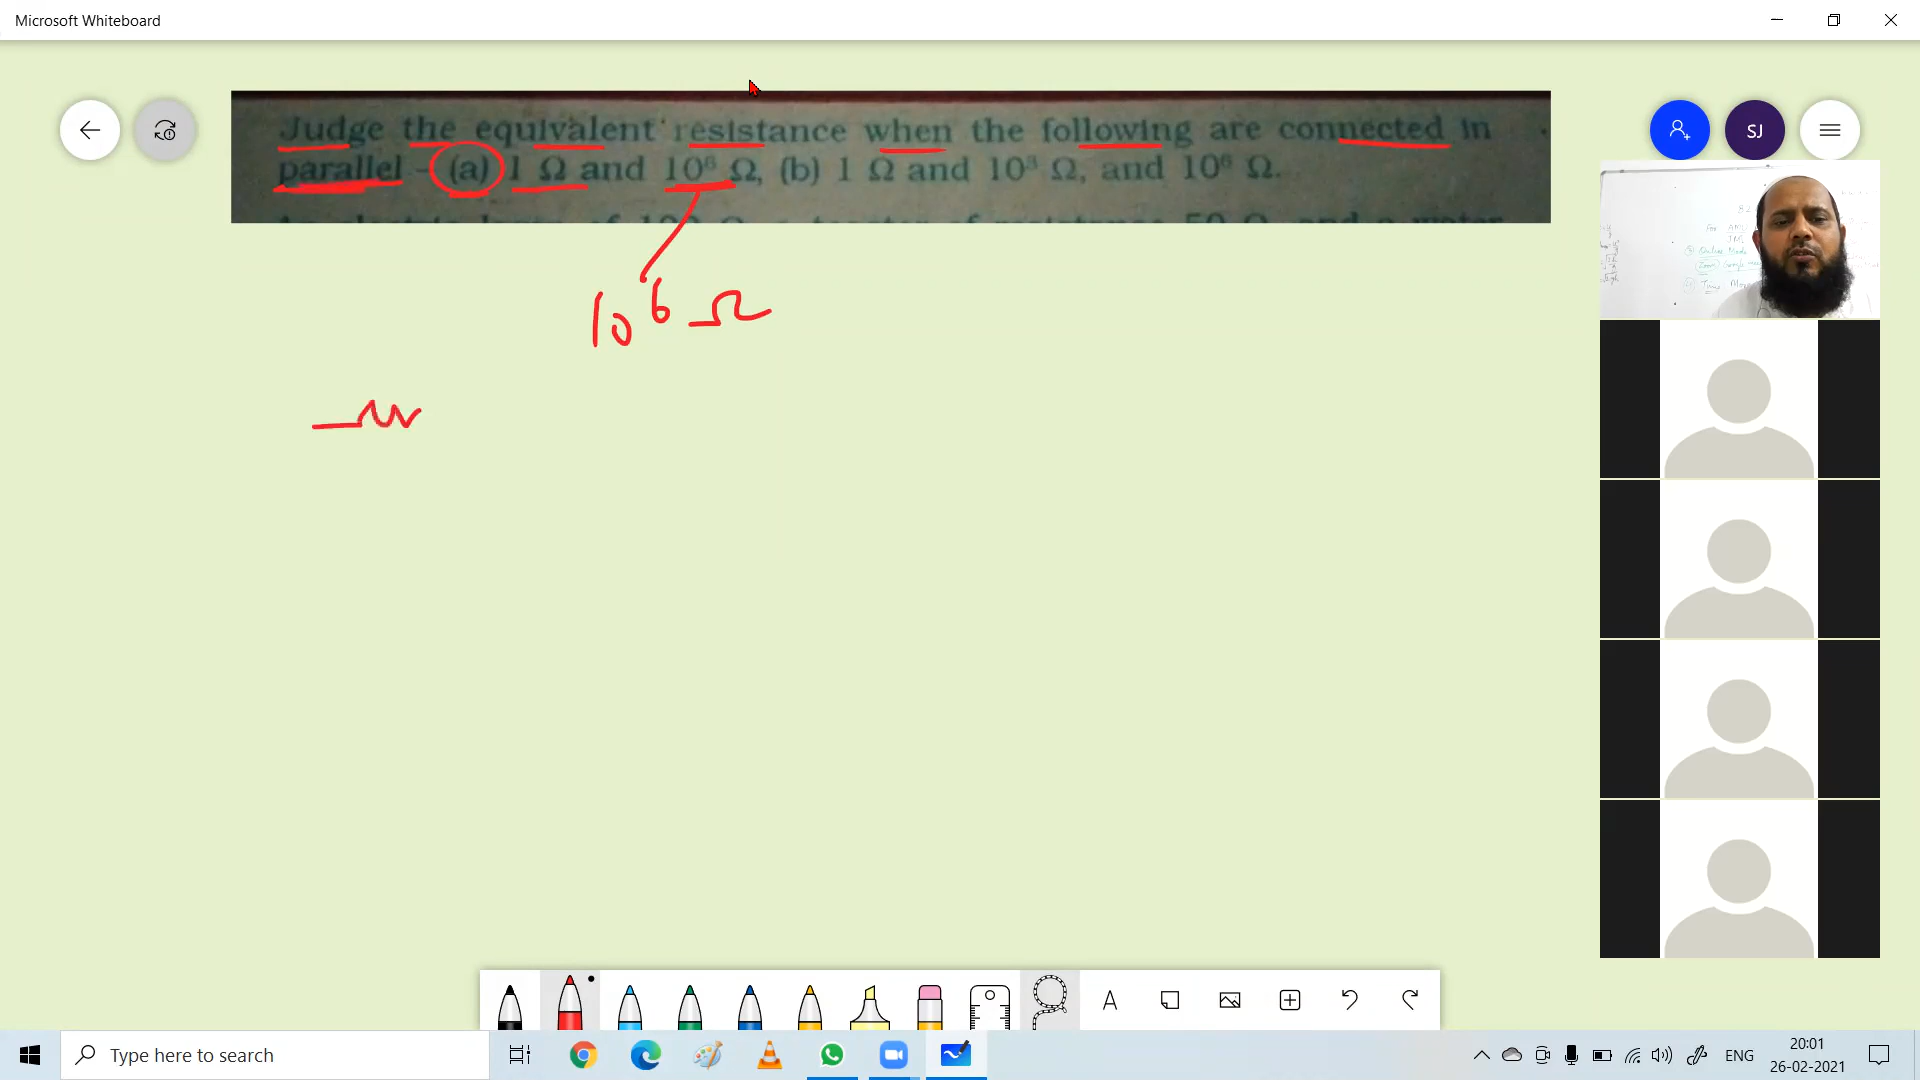 Microsoft Whiteboard
Judge the equivalent resistance when the following are connected in
parallel - (a) 1 Ω and 10⁶ Ω, (b) 1 Ω and 10³ Ω, and 10⁶ Ω.
10⁶ Ω
SJ
Type here to search
ENG
20:01
26-02-2021